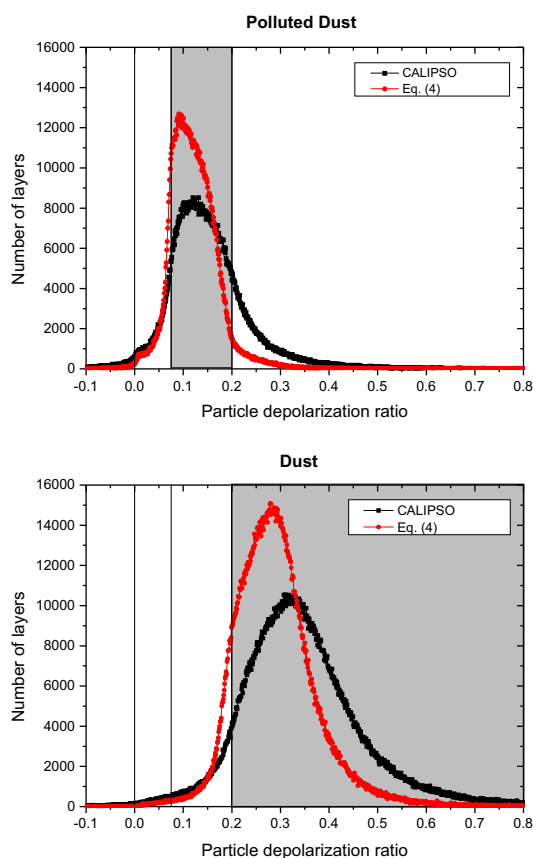 Polluted Dust
16000
14000
12000
10000
8000
6000
4000
2000
0
Number of layers
CALIPSO
Eq. (4)
-0.1 0.0 0.1 0.2 0.3 0.4 0.5 0.6 0.7 0.8
Particle depolarization ratio
Dust
16000
14000
12000
10000
8000
6000
4000
2000
0
Number of layers
CALIPSO
Eq. (4)
-0.1 0.0 0.1 0.2 0.3 0.4 0.5 0.6 0.7 0.8
Particle depolarization ratio